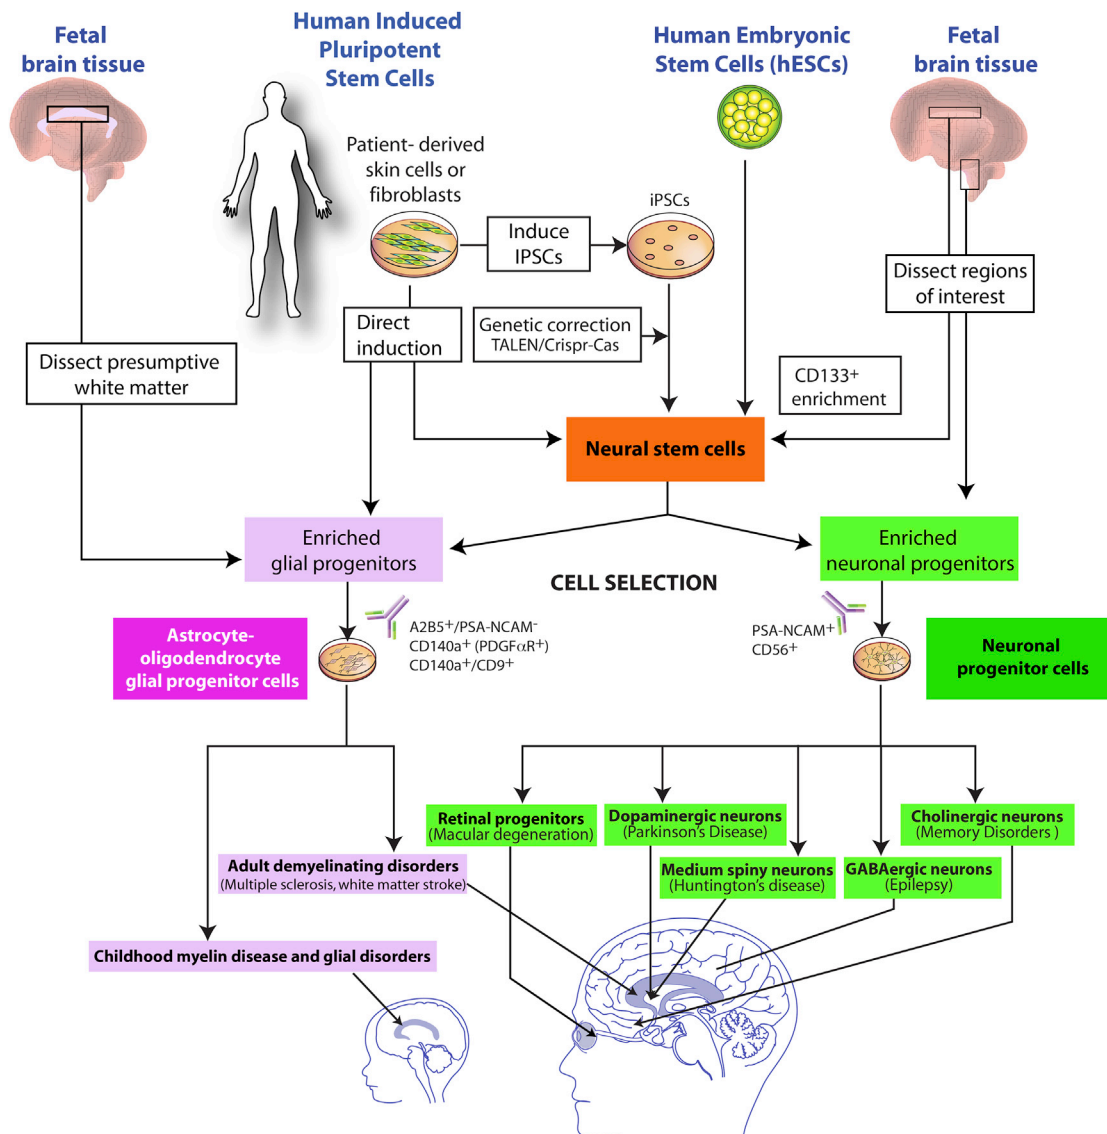 Fetal
brain tissue
Human Induced
Pluripotent
Stem Cells
Human Embryonic
Stem Cells (hESCs)
Fetal
brain tissue
Patient- derived
skin cells or
fibroblasts
iPSCs
Induce
IPSCs
Dissect regions
of interest
Direct
induction
Genetic correction
TALEN/Crispr-Cas
Dissect presumptive
white matter
CD133+
enrichment
Neural stem cells
Enriched
glial progenitors
Enriched
neuronal progenitors
CELL SELECTION
Astrocyte-
oligodendrocyte
glial progenitor cells
A2B5+/PSA-NCAM-
CD140a+ (PDGFαR+)
CD140a+/CD9+
PSA-NCAM+
CD56+
Neuronal
progenitor cells
Retinal progenitors
(Macular degeneration)
Dopaminergic neurons
(Parkinson's Disease)
Cholinergic neurons
(Memory Disorders )
Adult demyelinating disorders
(Multiple sclerosis, white matter stroke)
Medium spiny neurons
(Huntington's disease)
GABAergic neurons
(Epilepsy)
Childhood myelin disease and glial disorders